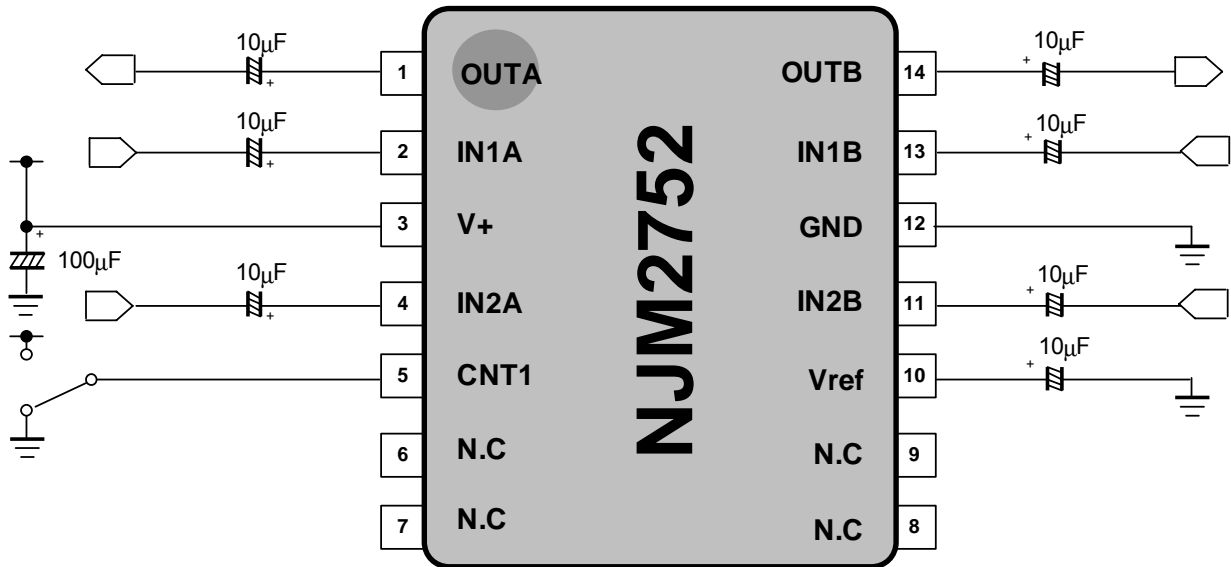 10μF
1 OUTA
OUTB 14
10μF
10μF
2 IN1A
IN1B 13
10μF
3 V+
GND 12
100μF
10μF
4 IN2A
IN2B 11
10μF
5 CNT1
Vref 10
10μF
6 N.C
N.C 9
7 N.C
N.C 8
NJM2752
+
+
+
+
+
+
+
+